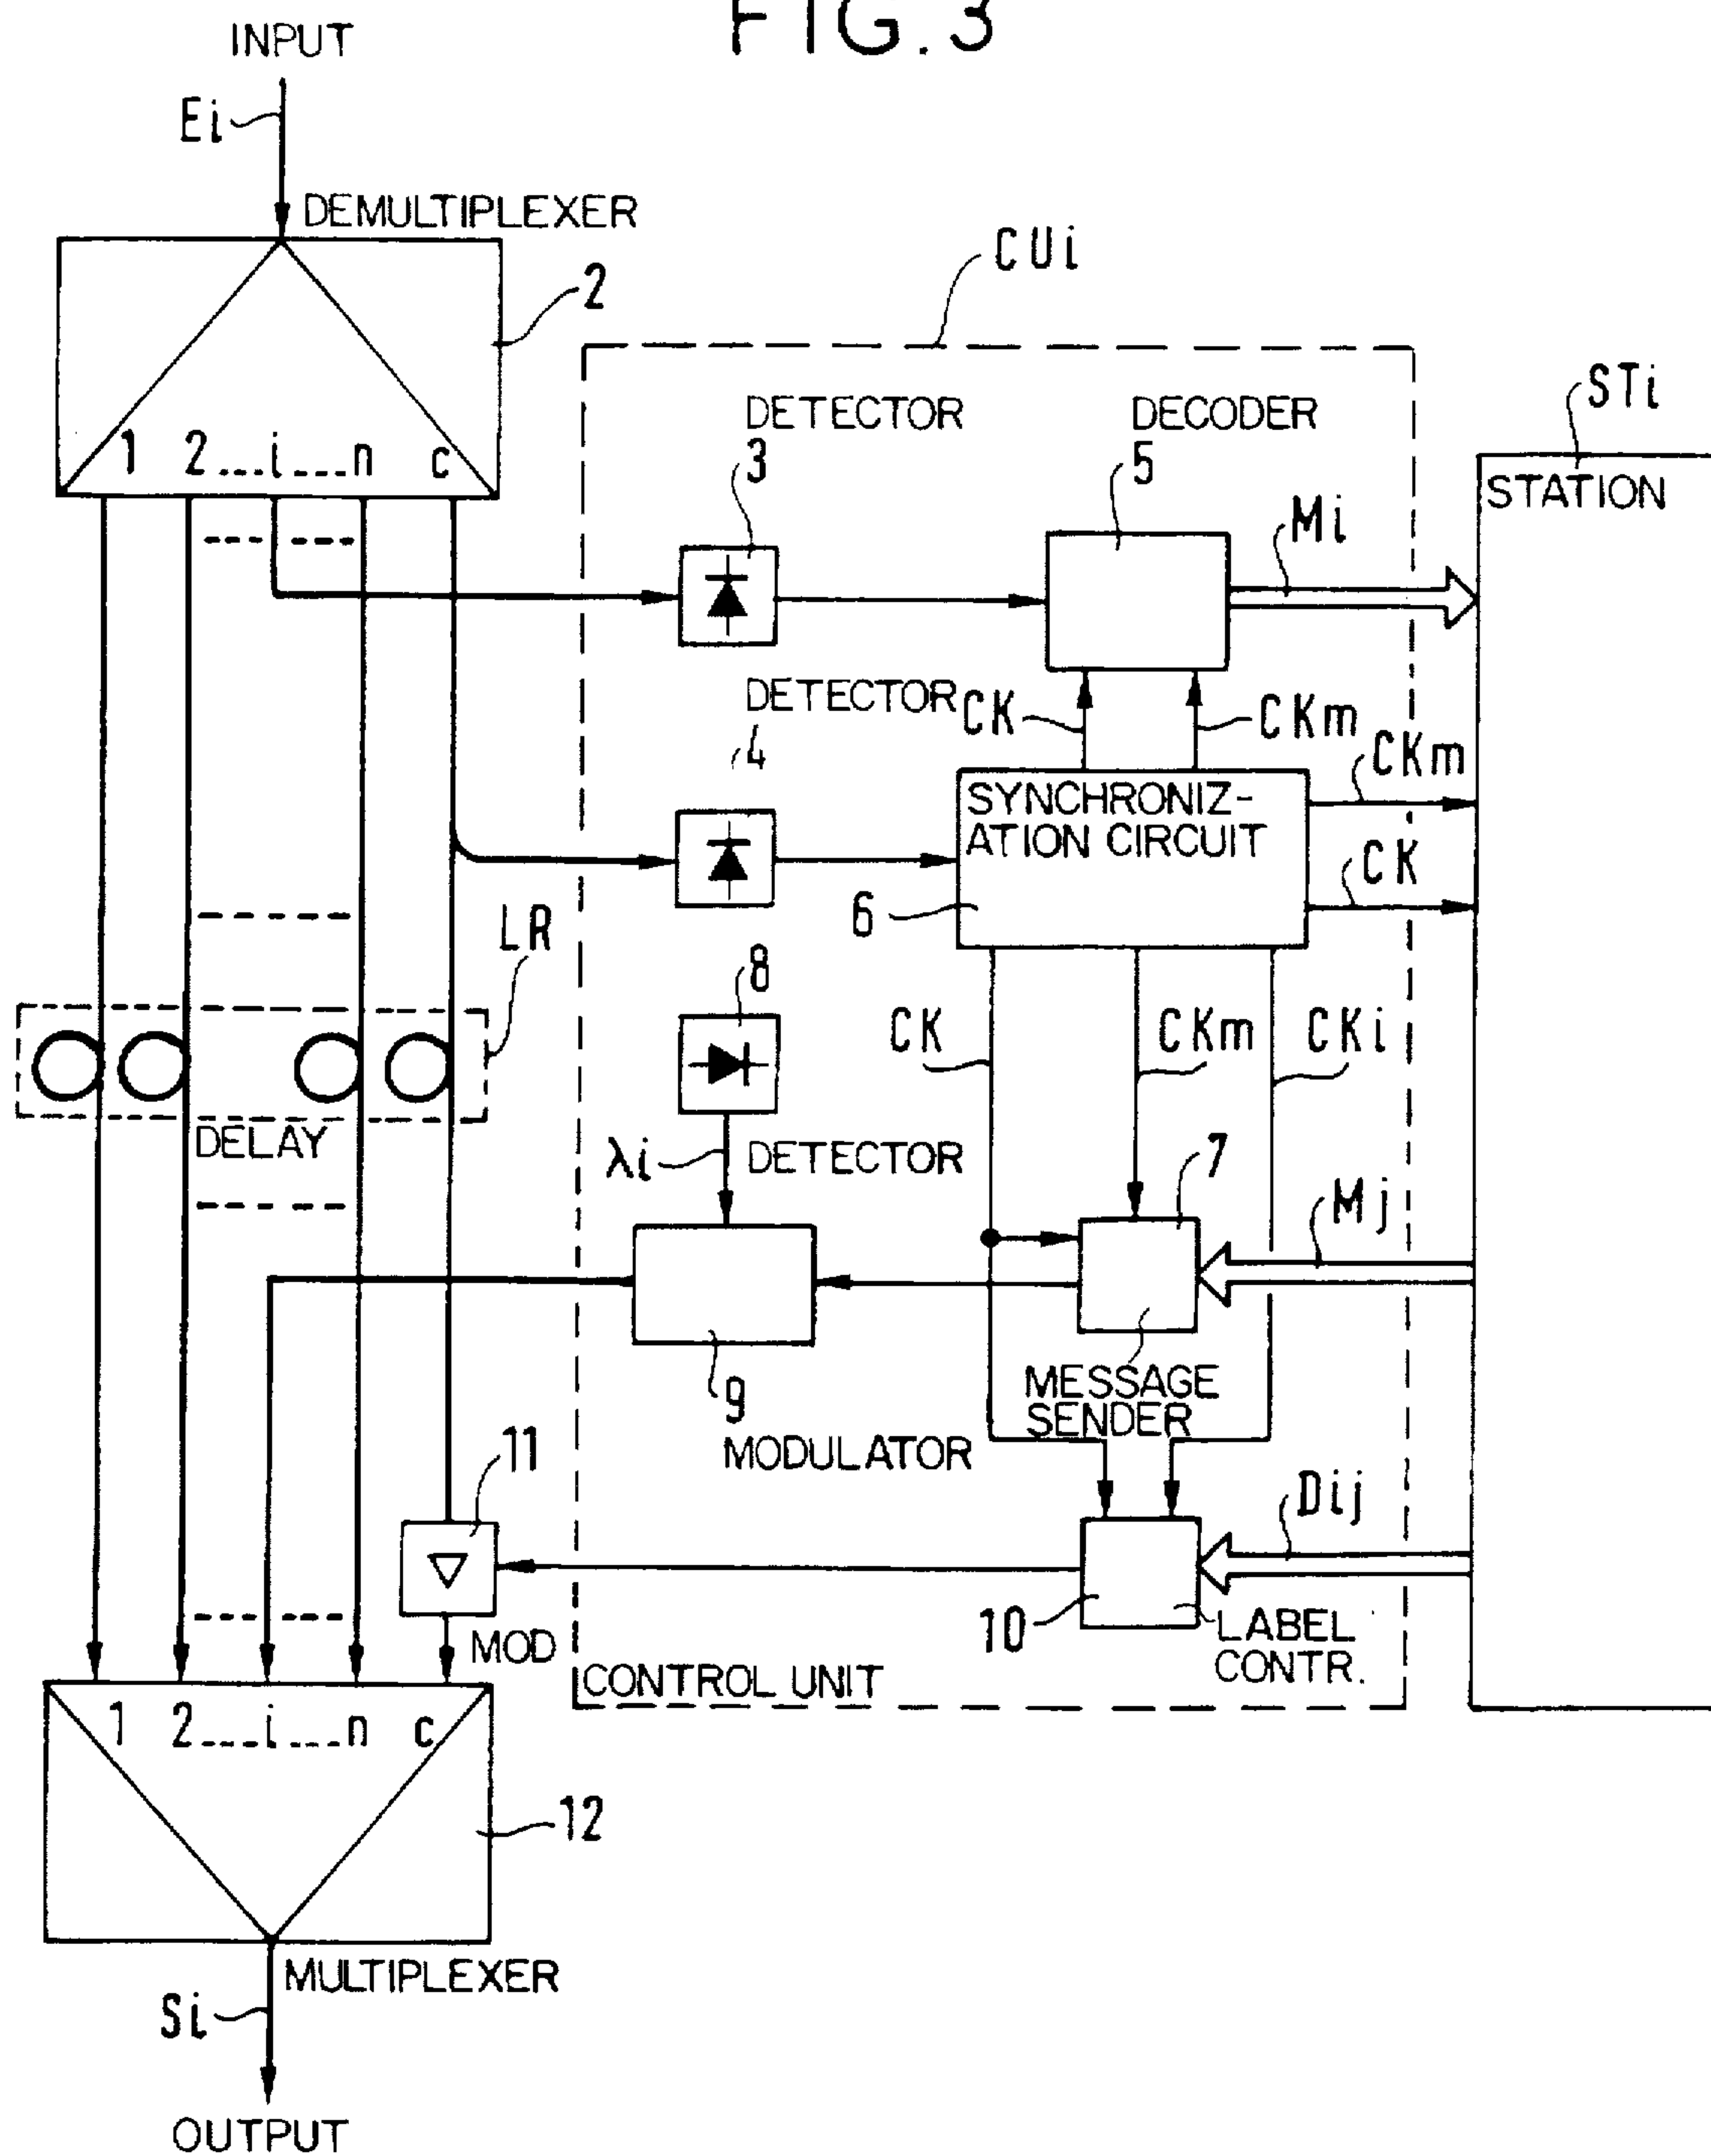 FIG. 3
INPUT
Ei
DEMULTIPLEXER
2
CUi
STi
1 2...i...n c
DETECTOR
3
DECODER
5
STATION
Mi
DETECTOR
4
CK
CKm
CKm
SYNCHRONIZ-
ATION CIRCUIT
6
CK
LR
8
CK
CKm
CKi
DELAY
λi
DETECTOR
7
Mj
9
MESSAGE
SENDER
MODULATOR
11
Dij
10
MOD
LABEL
CONTR.
CONTROL UNIT
1 2...i...n c
12
MULTIPLEXER
Si
OUTPUT